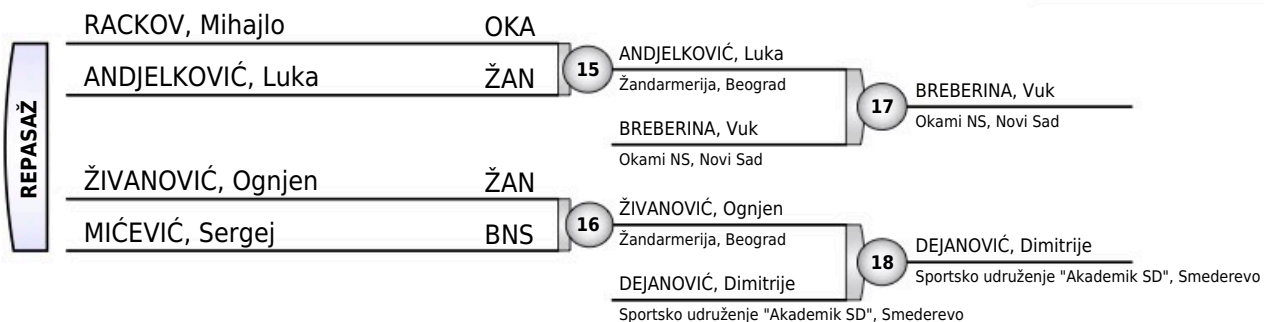 REPASAŽ
RACKOV, Mihajlo OKA
ANDJELKOVIĆ, Luka ŽAN
15
ANDJELKOVIĆ, Luka
Žandarmerija, Beograd
BREBERINA, Vuk
Okami NS, Novi Sad
17
BREBERINA, Vuk
Okami NS, Novi Sad
ŽIVANOVIĆ, Ognjen ŽAN
MIĆEVIĆ, Sergej BNS
16
ŽIVANOVIĆ, Ognjen
Žandarmerija, Beograd
DEJANOVIĆ, Dimitrije
Sportsko udruženje "Akademik SD", Smederevo
18
DEJANOVIĆ, Dimitrije
Sportsko udruženje "Akademik SD", Smederevo